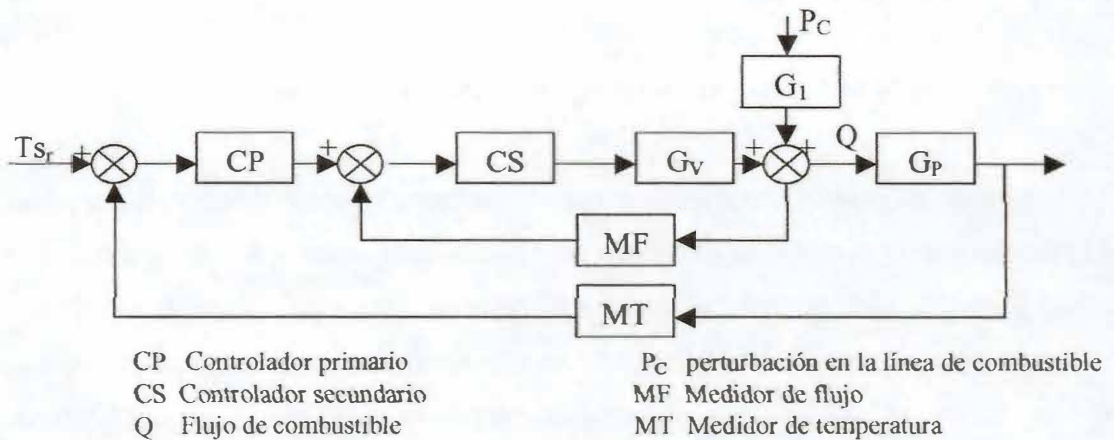 P_C
G_1
Ts_r + CP + CS G_V + + Q G_P
MF
MT
CP Controlador primario
CS Controlador secundario
Q Flujo de combustible
P_C perturbación en la línea de combustible
MF Medidor de flujo
MT Medidor de temperatura